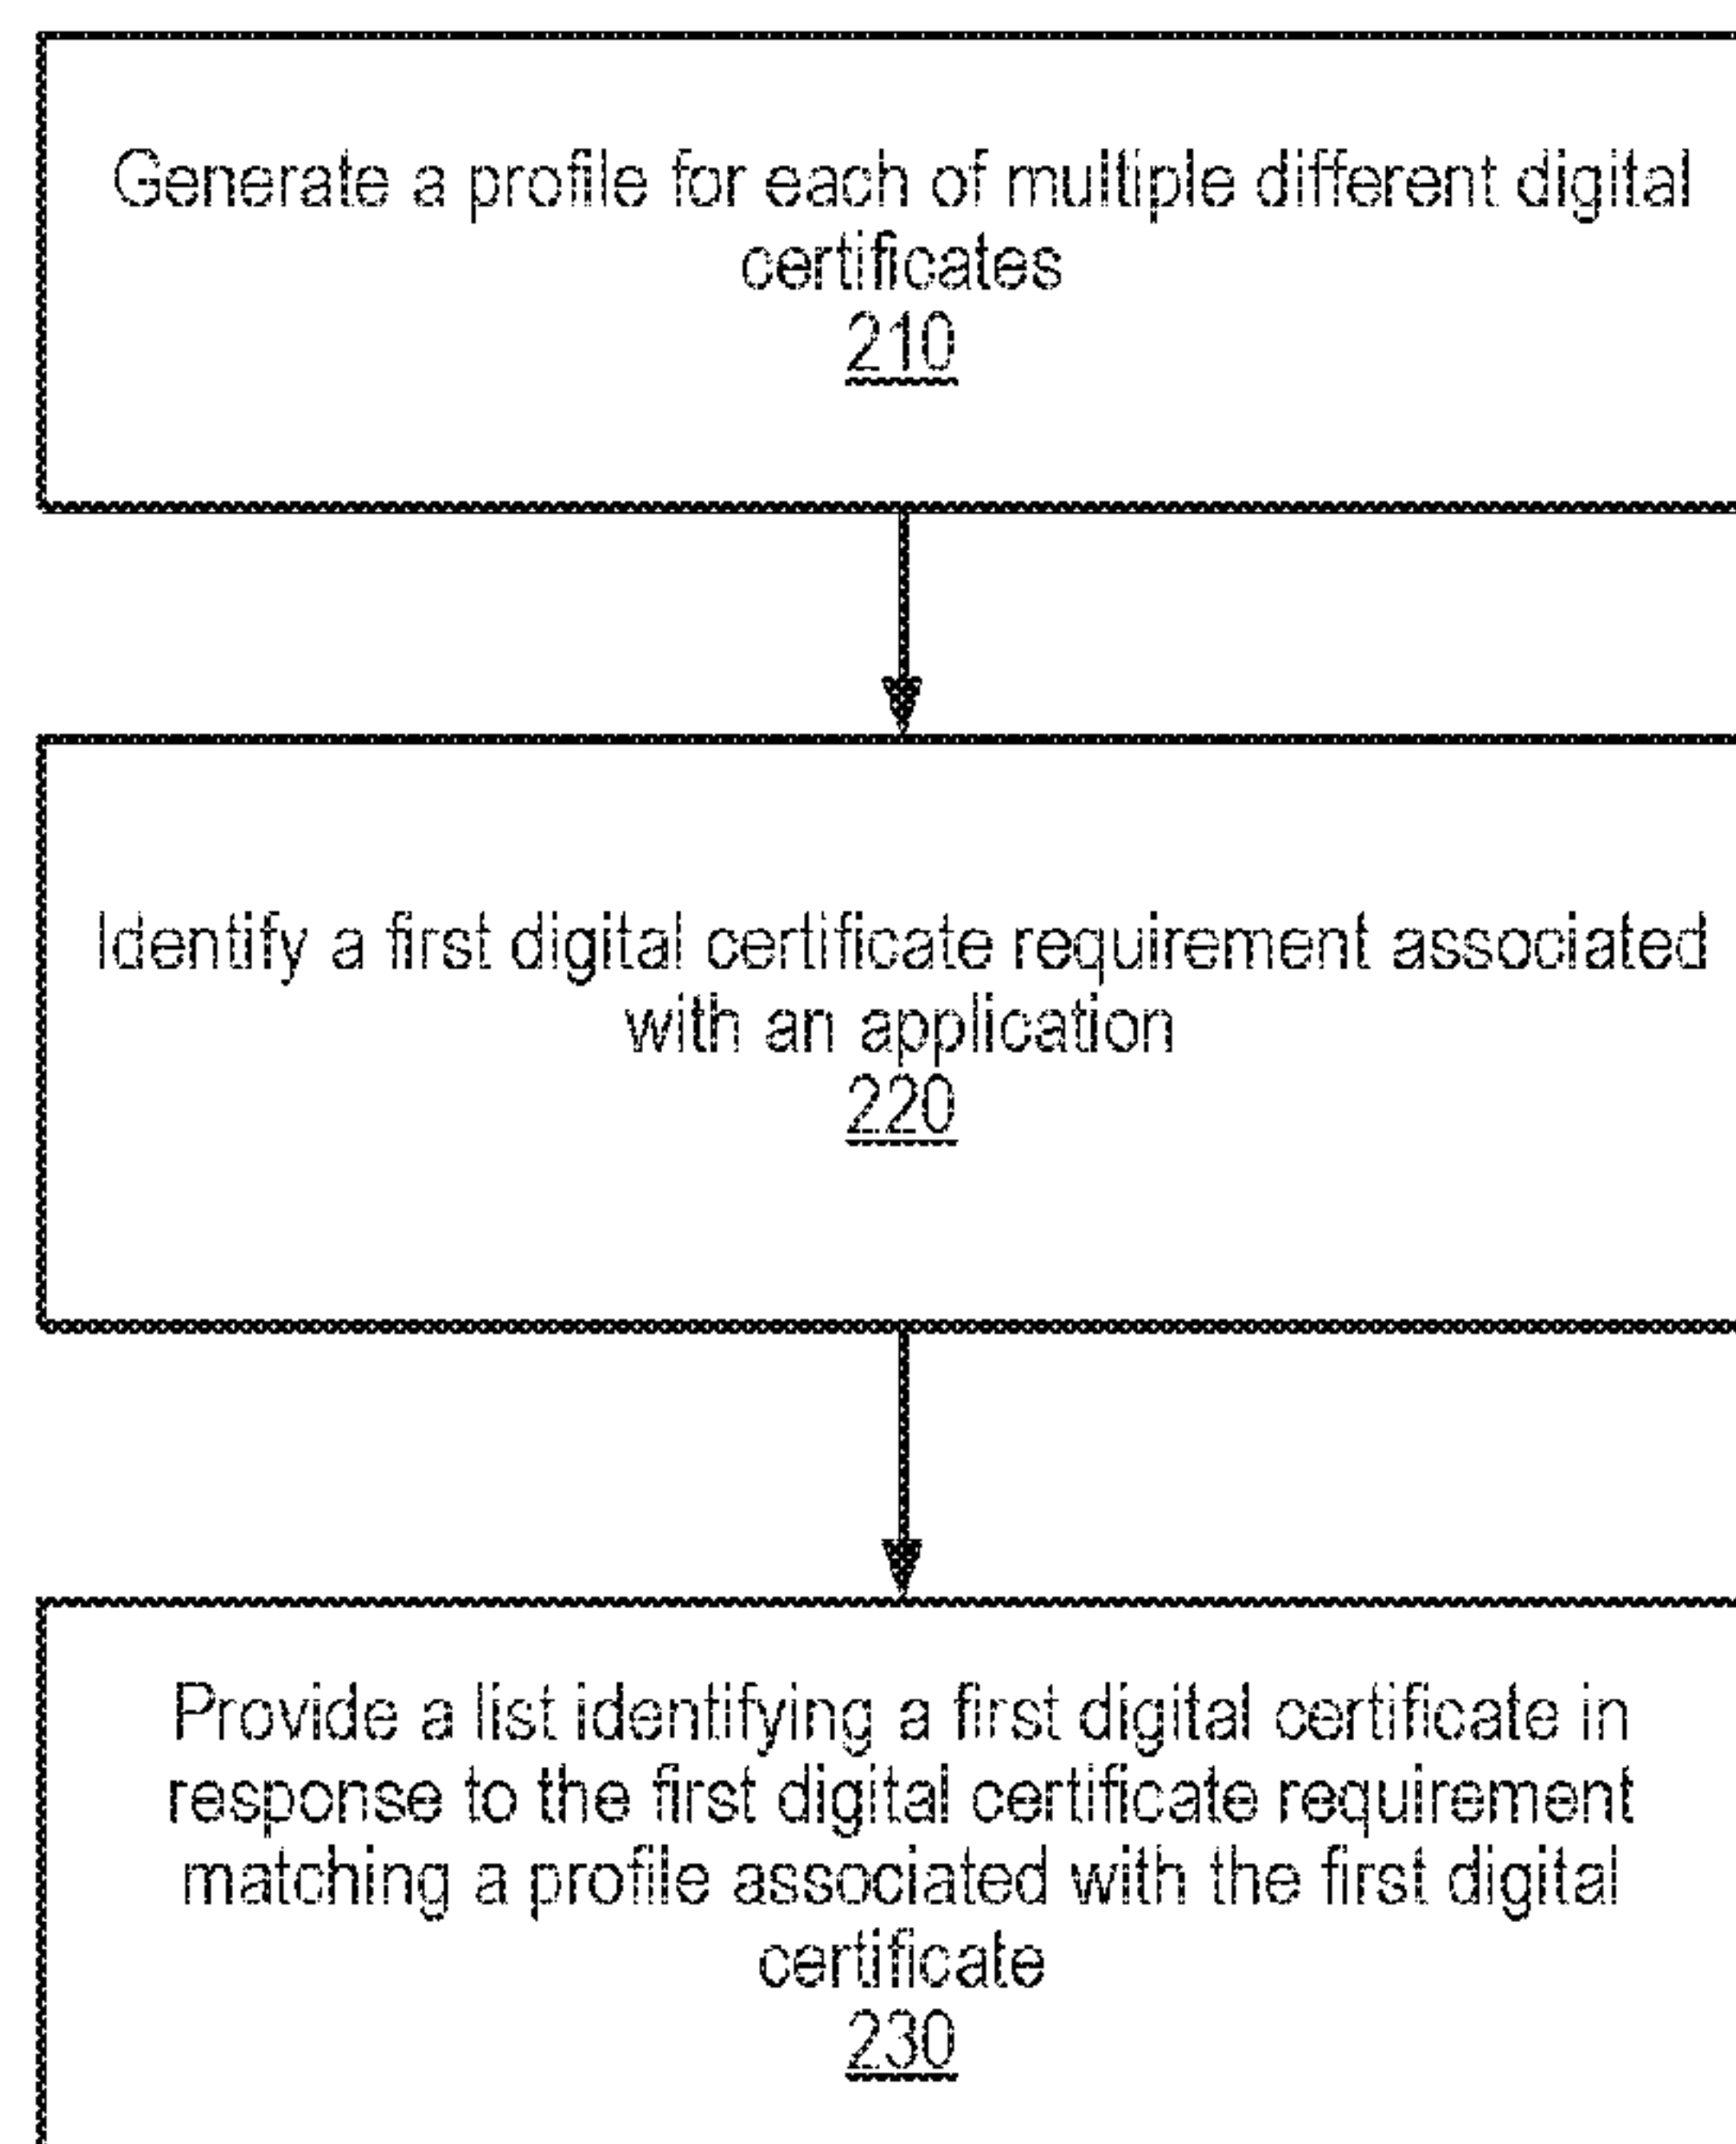 Generate a profile for each of multiple different digital
certificates
210
Identify a first digital certificate requirement associated
with an application
220
Provide a list identifying a first digital certificate in
response to the first digital certificate requirement
matching a profile associated with the first digital
certificate
230